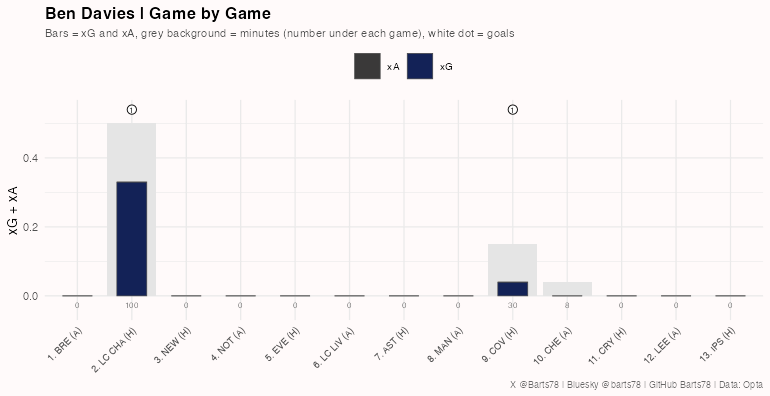 Ben Davies | Game by Game
Bars = xG and xA, grey background = minutes (number under each game), white dot = goals
xA xG
1 1
0.4
0.2
0.0
xG + xA
0 100 0 0 0 0 0 0 30 8 0 0 0
1. BRE (A)
2. LC CHA (H)
3. NEW (H)
4. NOT (A)
5. EVE (H)
6. LC LIV (A)
7. AST (H)
8. MAN (A)
9. COV (H)
10. CHE (A)
11. CRY (H)
12. LEE (A)
13. IPS (H)
X @Barts78 | Bluesky @barts78 | GitHub Barts78 | Data: Opta